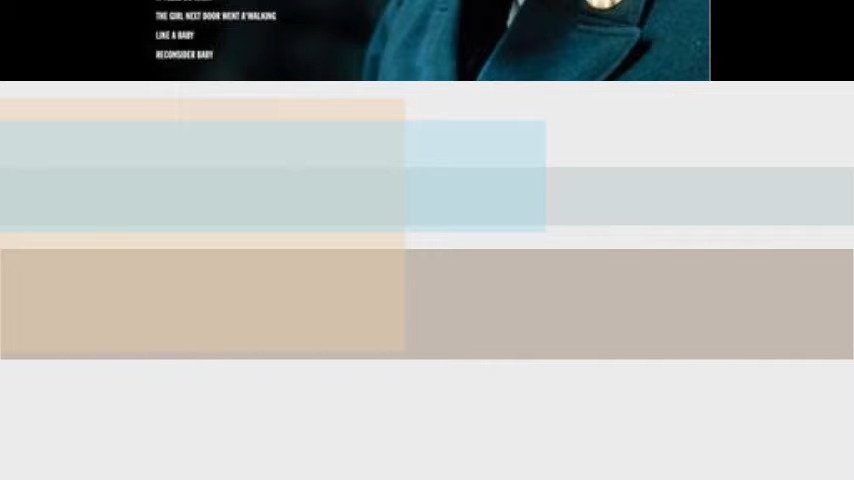 THE GIRL NEXT DOOR WENT A'WALKING
LIKE A BABY
RECONSIDER BABY